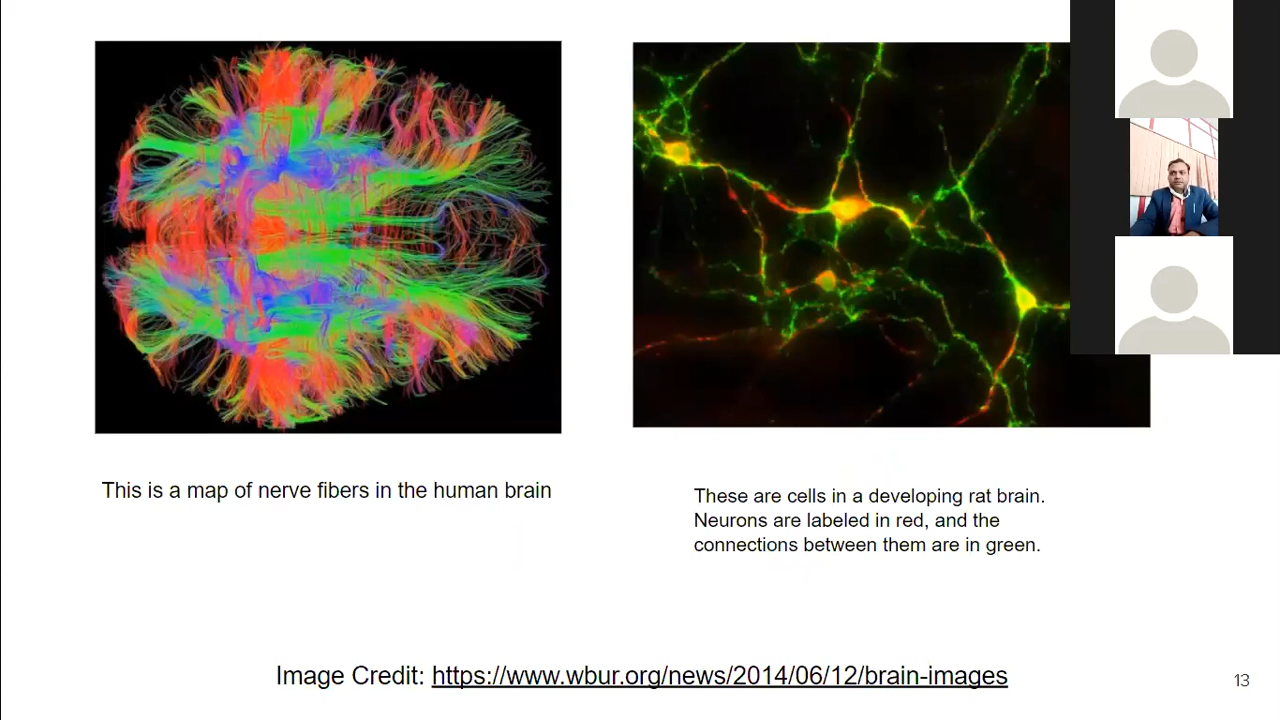 This is a map of nerve fibers in the human brain
These are cells in a developing rat brain.
Neurons are labeled in red, and the
connections between them are in green.
Image Credit: https://www.wbur.org/news/2014/06/12/brain-images
13